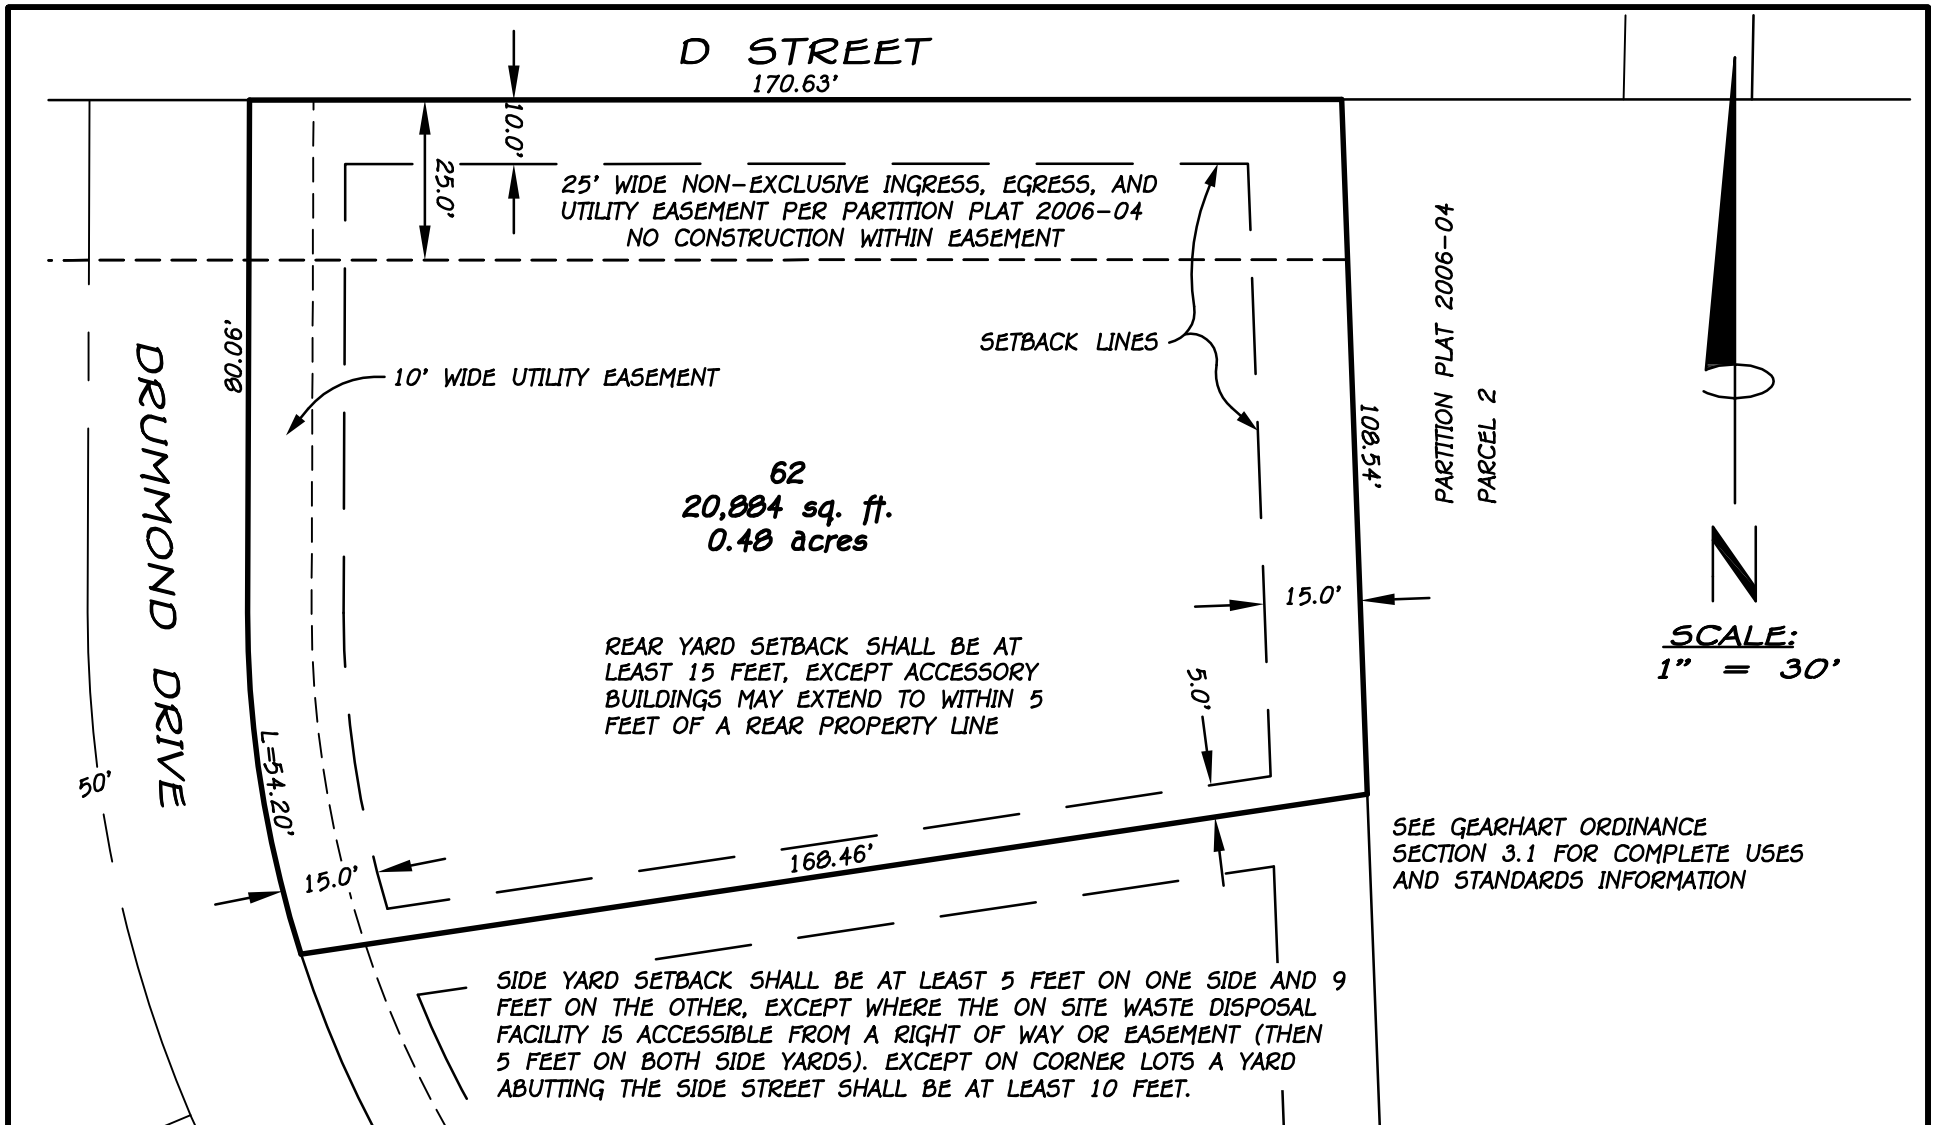 D STREET
170.63'
10.0'
25.0'
25' WIDE NON-EXCLUSIVE INGRESS, EGRESS, AND
UTILITY EASEMENT PER PARTITION PLAT 2006-04
NO CONSTRUCTION WITHIN EASEMENT
80.06'
SETBACK LINES
10' WIDE UTILITY EASEMENT
DRUMMOND DRIVE
108.54'
PARTITION PLAT 2006-04
PARCEL 2
62
20,884 sq. ft.
0.48 acres
15.0'
N
SCALE:
1" = 30'
REAR YARD SETBACK SHALL BE AT
LEAST 15 FEET, EXCEPT ACCESSORY
BUILDINGS MAY EXTEND TO WITHIN 5
FEET OF A REAR PROPERTY LINE
5.0'
L=54.20'
50'
15.0'
168.46'
SEE GEARHART ORDINANCE
SECTION 3.1 FOR COMPLETE USES
AND STANDARDS INFORMATION
SIDE YARD SETBACK SHALL BE AT LEAST 5 FEET ON ONE SIDE AND 9
FEET ON THE OTHER, EXCEPT WHERE THE ON SITE WASTE DISPOSAL
FACILITY IS ACCESSIBLE FROM A RIGHT OF WAY OR EASEMENT (THEN
5 FEET ON BOTH SIDE YARDS). EXCEPT ON CORNER LOTS A YARD
ABUTTING THE SIDE STREET SHALL BE AT LEAST 10 FEET.